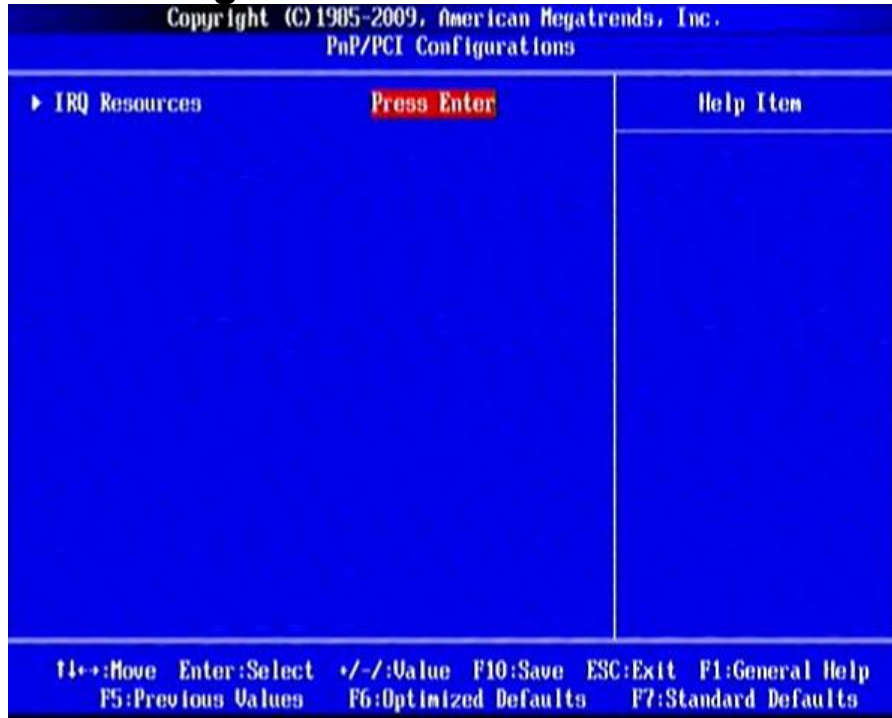 Copyright (C)1985-2009, American Megatrends, Inc.
PnP/PCI Configurations
▶ IRQ Resources Press Enter Help Item
↑↓←→:Move Enter:Select +/-/:Value F10:Save ESC:Exit F1:General Help
F5:Previous Values F6:Optimized Defaults F7:Standard Defaults